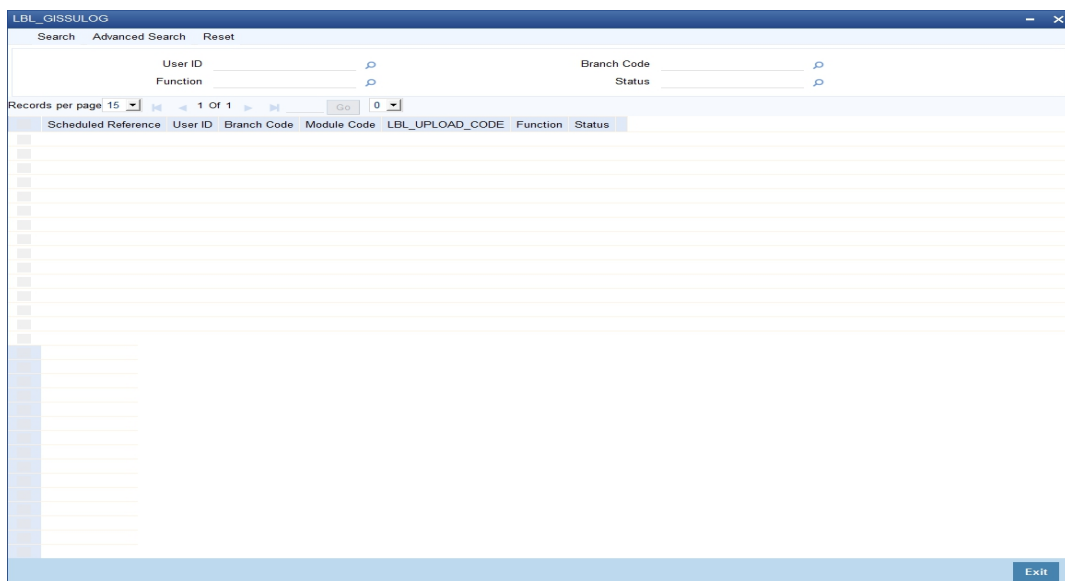 LBL_GISSULOG
Search Advanced Search Reset
User ID Branch Code
Function Status
Records per page 15 1 Of 1 Go 0
Scheduled Reference User ID Branch Code Module Code LBL_UPLOAD_CODE Function Status
Exit